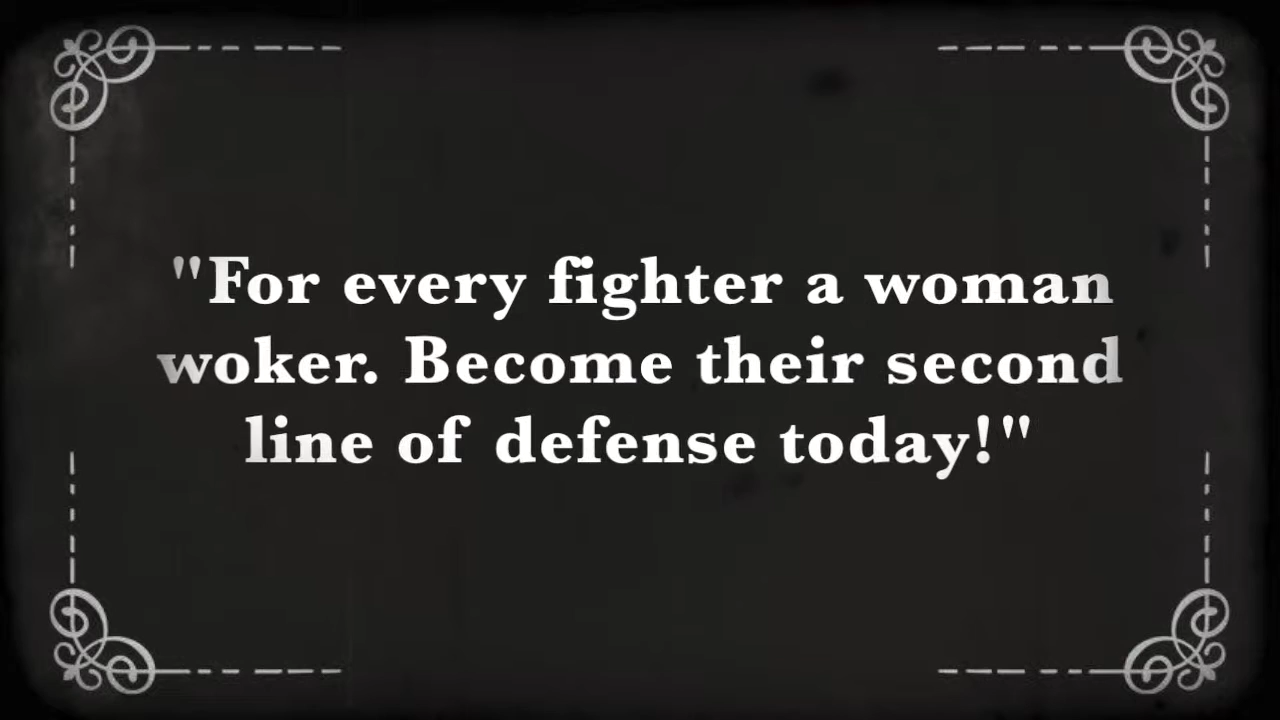 "For every fighter a woman
woker. Become their second
line of defense today!"